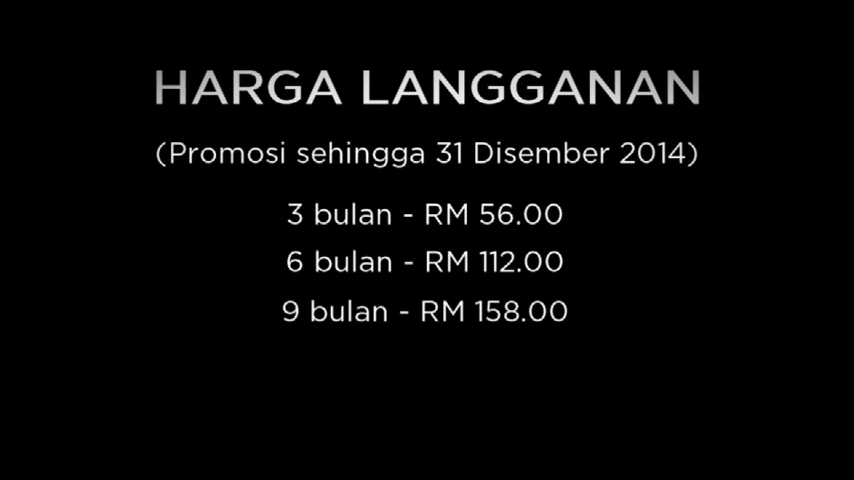 HARGA LANGGANAN
(Promosi sehingga 31 Disember 2014)
3 bulan - RM 56.00
6 bulan - RM 112.00
9 bulan - RM 158.00